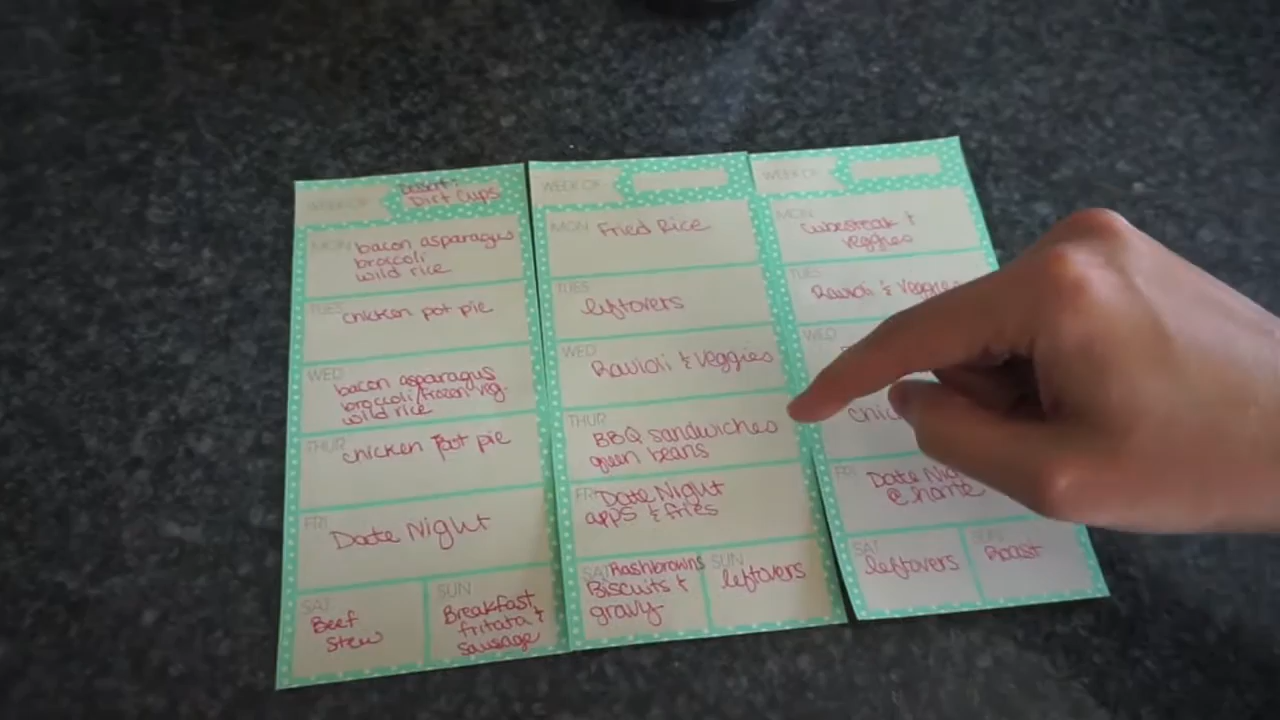 WEEK OF
Desert:
Dirt Cups
MON
bacon asparagus
broccoli
wild rice
TUES
chicken pot pie
WED
bacon asparagus
broccoli/frozen veg.
wild rice
THUR
chicken pot pie
FRI
Date Night
SAT
Beef
Stew
SUN
Breakfast
fritata &
sausage
WEEK OF
MON
Fried Rice
TUES
leftovers
WED
Ravioli & Veggies
THUR
BBQ sandwiches
green beans
FRI
Date Night
apps & fries
SAT
Hashbrowns
Biscuits &
gravy
SUN
leftovers
WEEK OF
MON
Cubesteak &
veggies
TUES
Ravioli & Veggies
WED
FRI
Date Nig
@ home
SAT
leftovers
SUN
Roast